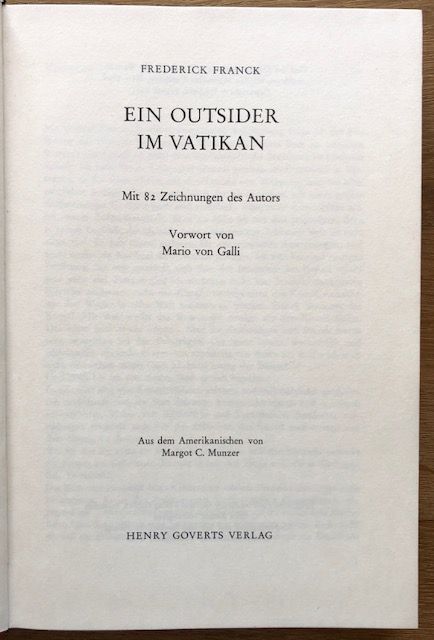 FREDERICK FRANCK
EIN OUTSIDER
IM VATIKAN
Mit 82 Zeichnungen des Autors
Vorwort von
Mario von Galli
Aus dem Amerikanischen von
Margot C. Munzer
HENRY GOVERTS VERLAG